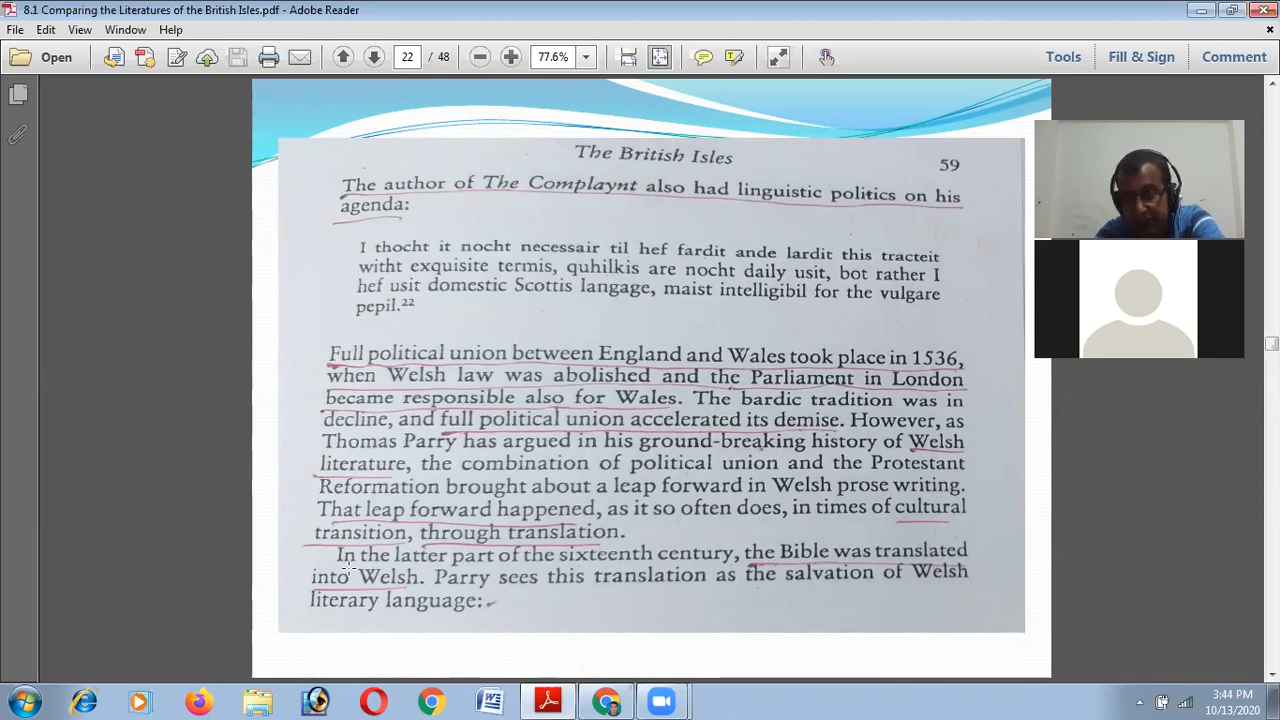 8.1 Comparing the Literatures of the British Isles.pdf - Adobe Reader
File Edit View Window Help
Open 22 / 48 77.6% Tools Fill & Sign Comment
The British Isles 59
The author of The Complaynt also had linguistic politics on his
agenda:
I thocht it nocht necessair til hef fardit ande lardit this tracteit
witht exquisite termis, quhilkis are nocht daily usit, bot rather I
hef usit domestic Scottis langage, maist intelligibil for the vulgare
pepil.22
Full political union between England and Wales took place in 1536,
when Welsh law was abolished and the Parliament in London
became responsible also for Wales. The bardic tradition was in
decline, and full political union accelerated its demise. However, as
Thomas Parry has argued in his ground-breaking history of Welsh
literature, the combination of political union and the Protestant
Reformation brought about a leap forward in Welsh prose writing.
That leap forward happened, as it so often does, in times of cultural
transition, through translation.
In the latter part of the sixteenth century, the Bible was translated
into Welsh. Parry sees this translation as the salvation of Welsh
literary language:
3:44 PM
10/13/2020